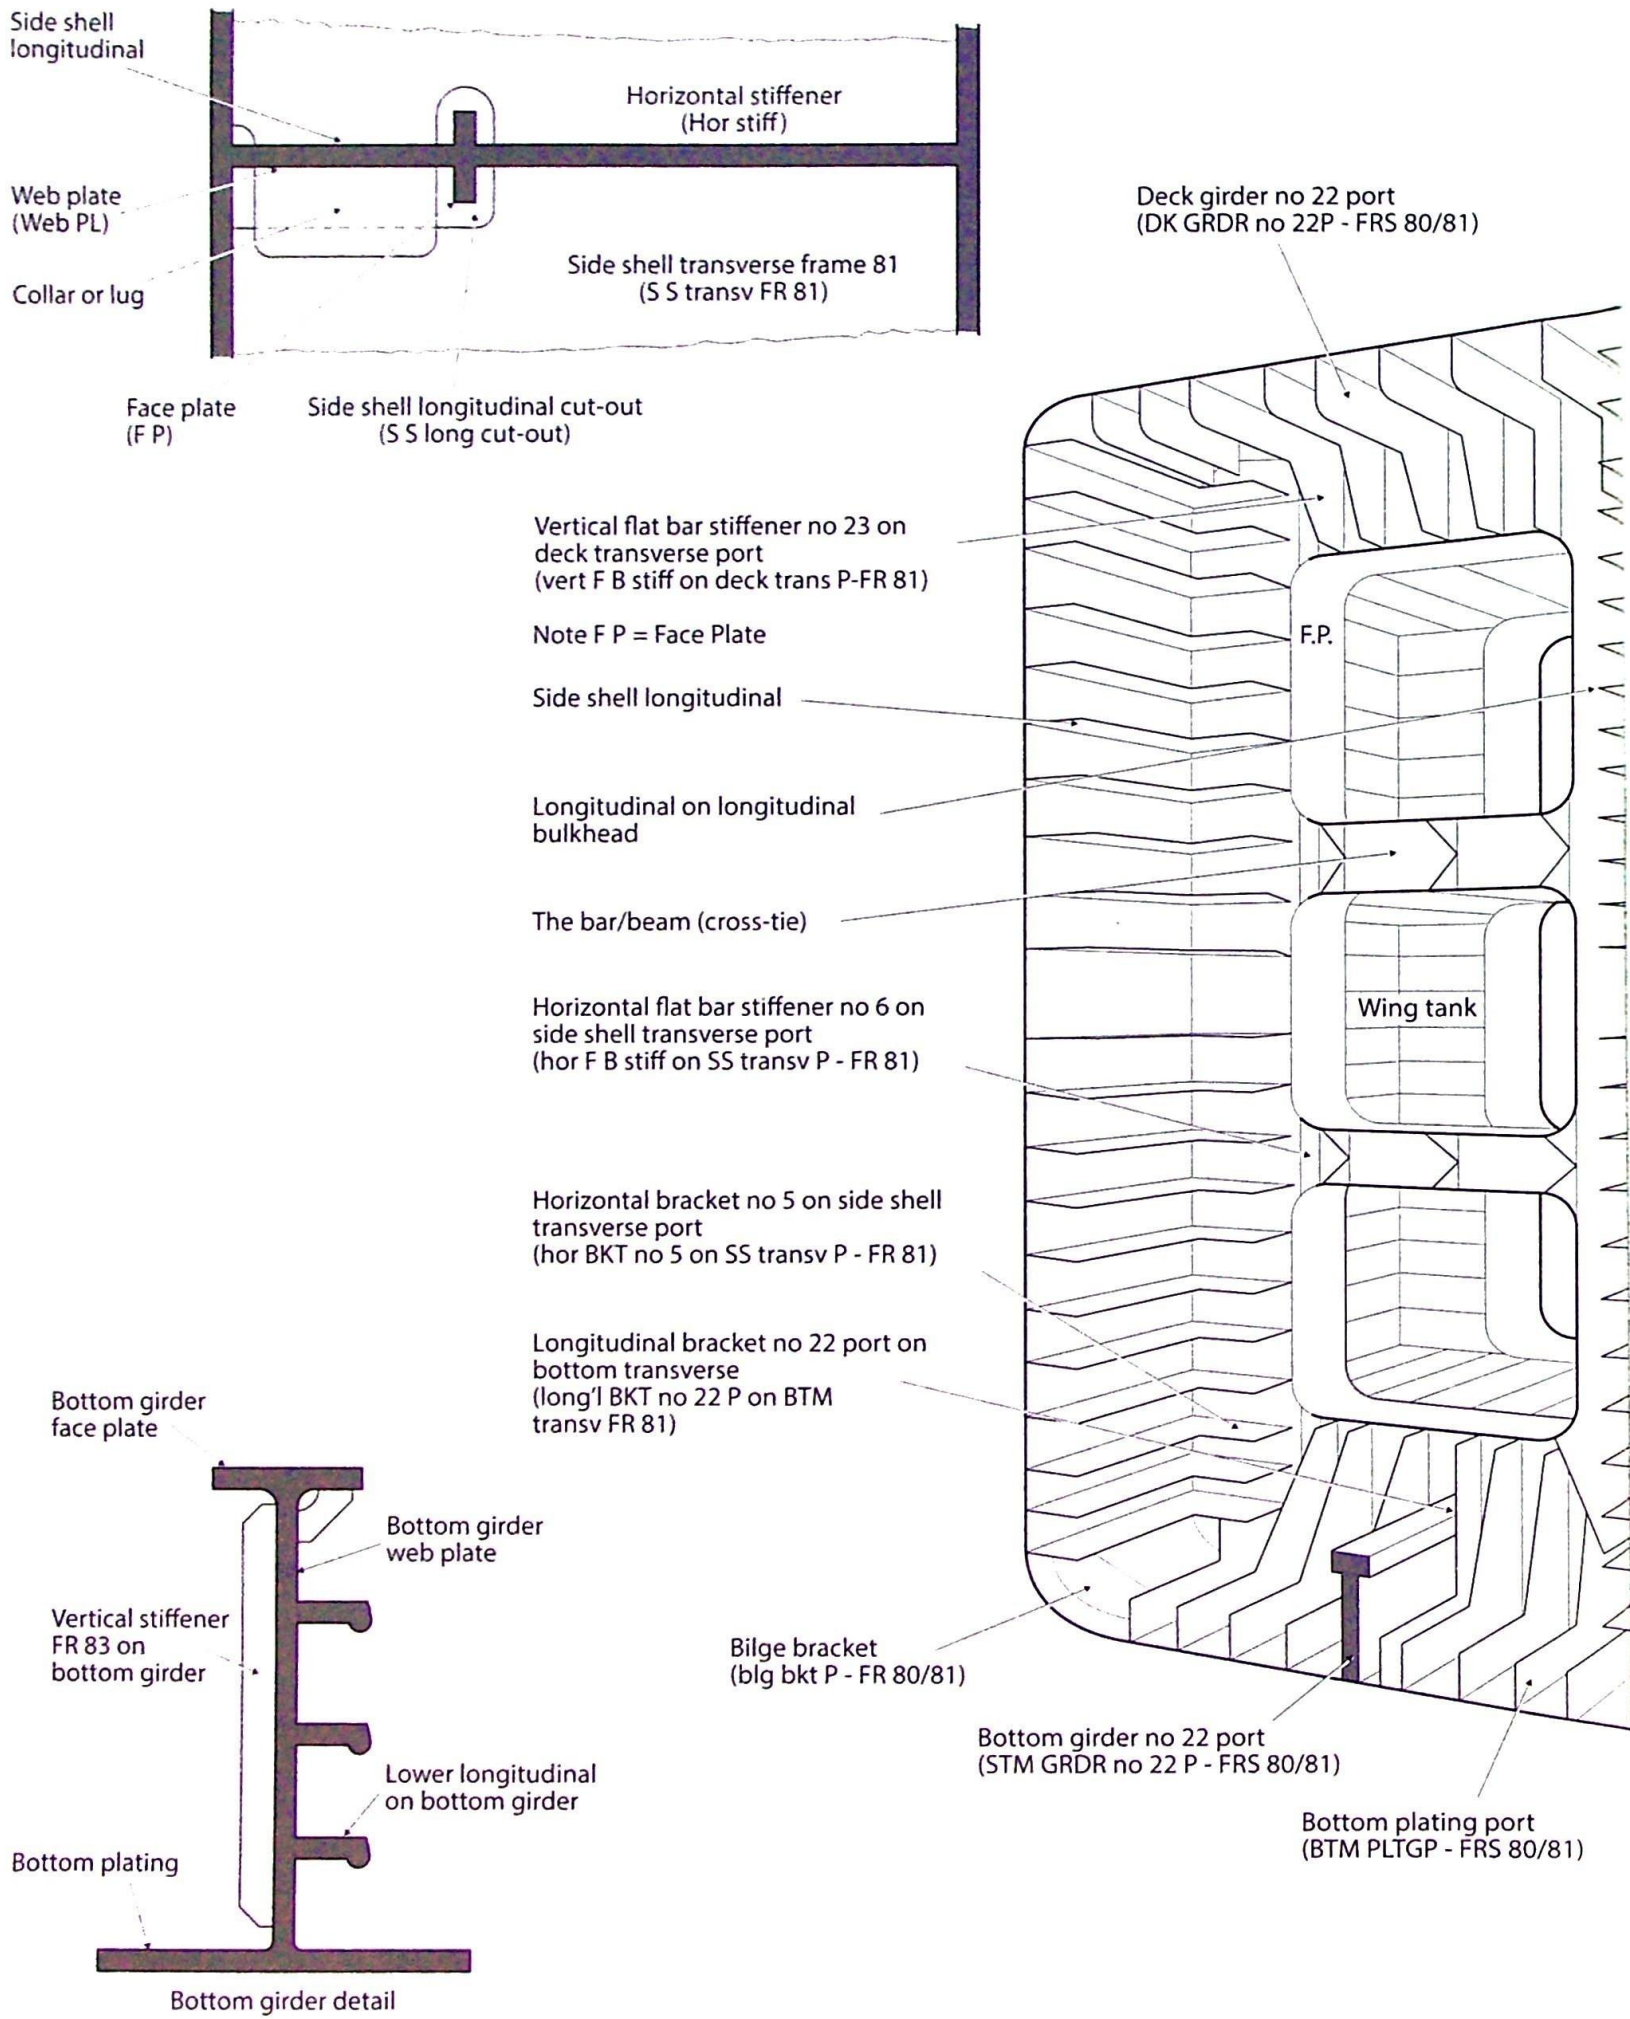 Side shell
longitudinal
Horizontal stiffener
(Hor stiff)
Web plate
(Web PL)
Collar or lug
Side shell transverse frame 81
(S S transv FR 81)
Face plate
(F P)
Side shell longitudinal cut-out
(S S long cut-out)
Deck girder no 22 port
(DK GRDR no 22P - FRS 80/81)
Vertical flat bar stiffener no 23 on
deck transverse port
(vert F B stiff on deck trans P-FR 81)
Note F P = Face Plate
F.P.
Side shell longitudinal
Longitudinal on longitudinal
bulkhead
The bar/beam (cross-tie)
Horizontal flat bar stiffener no 6 on
side shell transverse port
(hor F B stiff on SS transv P - FR 81)
Wing tank
Horizontal bracket no 5 on side shell
transverse port
(hor BKT no 5 on SS transv P - FR 81)
Longitudinal bracket no 22 port on
bottom transverse
(long'l BKT no 22 P on BTM
transv FR 81)
Bilge bracket
(blg bkt P - FR 80/81)
Bottom girder no 22 port
(STM GRDR no 22 P - FRS 80/81)
Bottom plating port
(BTM PLTGP - FRS 80/81)
Bottom girder
face plate
Bottom girder
web plate
Vertical stiffener
FR 83 on
bottom girder
Lower longitudinal
on bottom girder
Bottom plating
Bottom girder detail